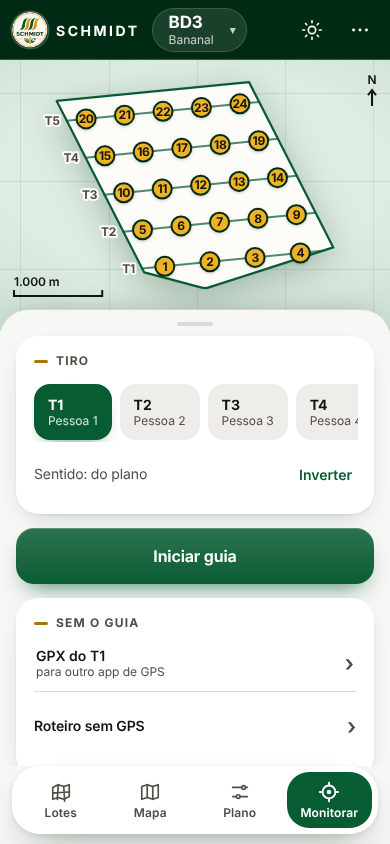 SCHMIDT
SCHMIDT
BD3
Bananal
N
T5
20
21
22
23
24
T4
15
16
17
18
19
T3
10
11
12
13
14
T2
5
6
7
8
9
T1
1
2
3
4
1.000 m
TIRO
T1
Pessoa 1
T2
Pessoa 2
T3
Pessoa 3
T4
Pessoa 4
Sentido: do plano
Inverter
Iniciar guia
SEM O GUIA
GPX do T1
para outro app de GPS
Roteiro sem GPS
Lotes
Mapa
Plano
Monitorar